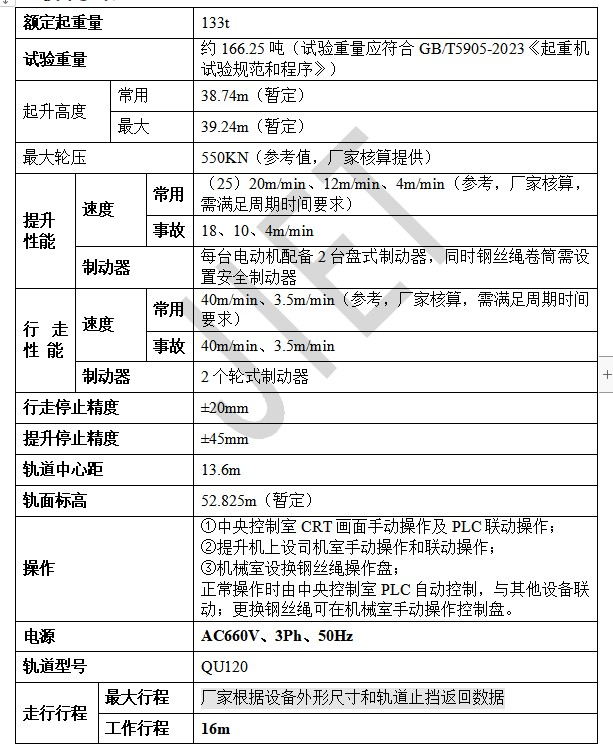 额定起重量 133t
试验重量 约 166.25 吨（试验重量应符合 GB/T5905-2023《起重机
试验规范和程序》）
起升高度 常用 38.74m（暂定）
最大 39.24m（暂定）
最大轮压 550KN（参考值，厂家核算提供）
提升
性能 速度 常用 （25）20m/min、12m/min、4m/min（参考，厂家核算，
需满足周期时间要求）
事故 18、10、4m/min
制动器 每台电动机配备 2 台盘式制动器，同时钢丝绳卷筒需设
置安全制动器
行 走
性 能 速度 常用 40m/min、3.5m/min（参考，厂家核算，需满足周期时间
要求）
事故 40m/min、3.5m/min
制动器 2 个轮式制动器
行走停止精度 ±20mm
提升停止精度 ±45mm
轨道中心距 13.6m
轨面标高 52.825m（暂定）
操作 ①中央控制室 CRT 画面手动操作及 PLC 联动操作；
②提升机上设司机室手动操作和联动操作；
③机械室设换钢丝绳操作盘；
正常操作时由中央控制室 PLC 自动控制，与其他设备联
动；更换钢丝绳可在机械室手动操作控制盘。
电源 AC660V、3Ph、50Hz
轨道型号 QU120
走行行程 最大行程 厂家根据设备外形尺寸和轨道止挡返回数据
工作行程 16m